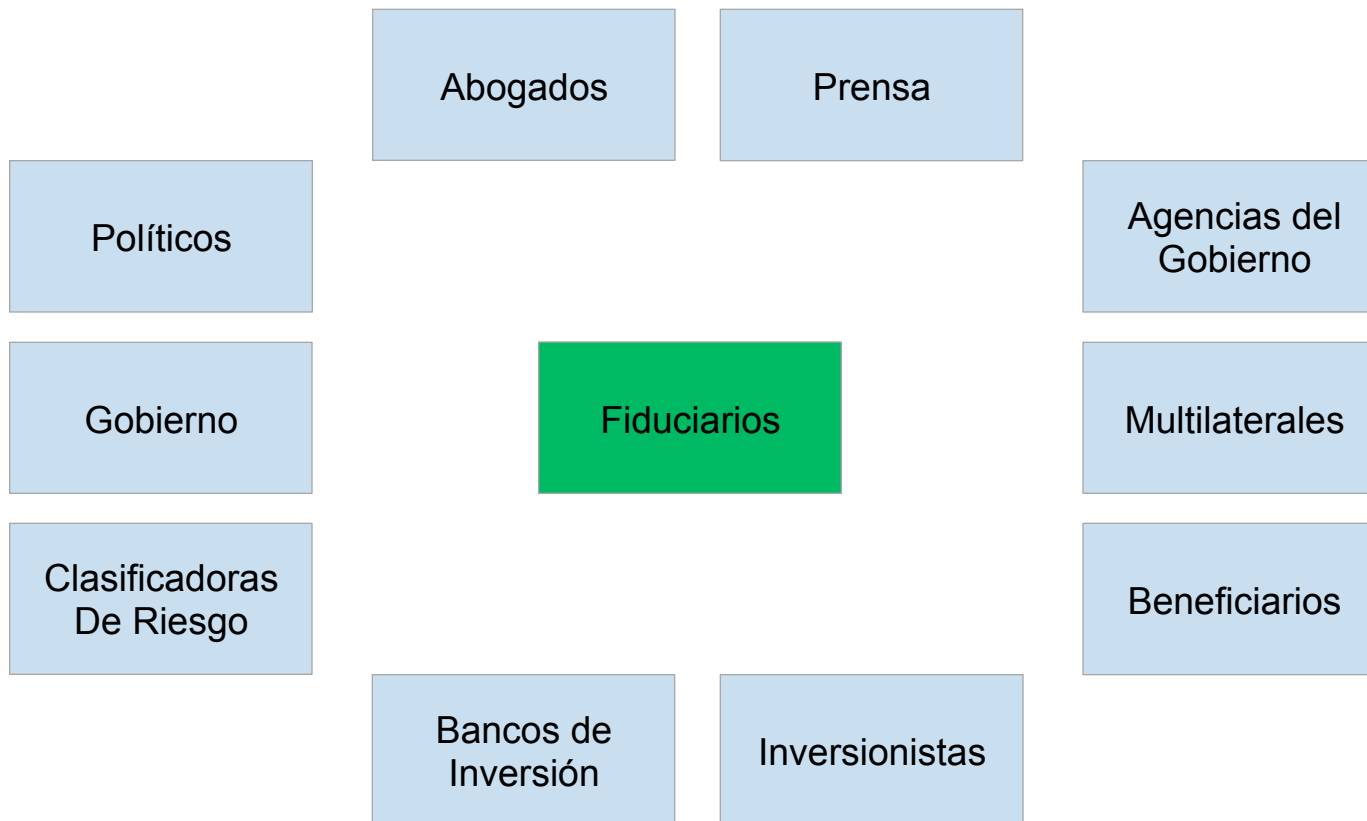 Abogados
Prensa
Políticos
Agencias del
Gobierno
Gobierno
Fiduciarios
Multilaterales
Clasificadoras
De Riesgo
Beneficiarios
Bancos de
Inversión
Inversionistas